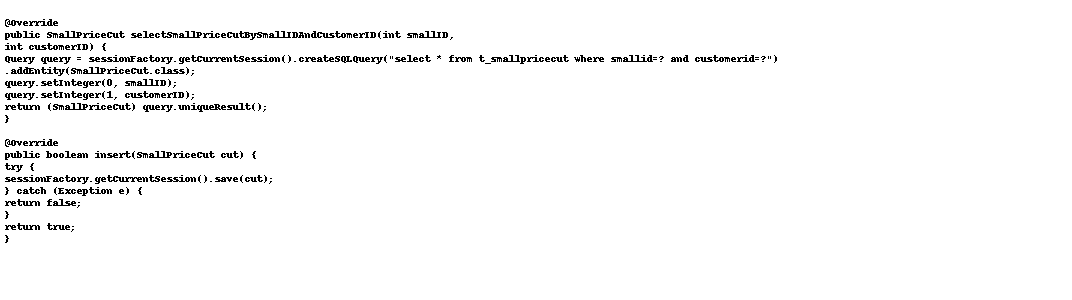 @Override
public SmallPriceCut selectSmallPriceCutBySmallIDAndCustomerID(int smallID,
int customerID) {
Query query = sessionFactory.getCurrentSession().createSQLQuery("select * from t_smallpricecut where smallid=? and customerid=?")
.addEntity(SmallPriceCut.class);
query.setInteger(0, smallID);
query.setInteger(1, customerID);
return (SmallPriceCut) query.uniqueResult();
}
@Override
public boolean insert(SmallPriceCut cut) {
try {
sessionFactory.getCurrentSession().save(cut);
} catch (Exception e) {
return false;
}
return true;
}